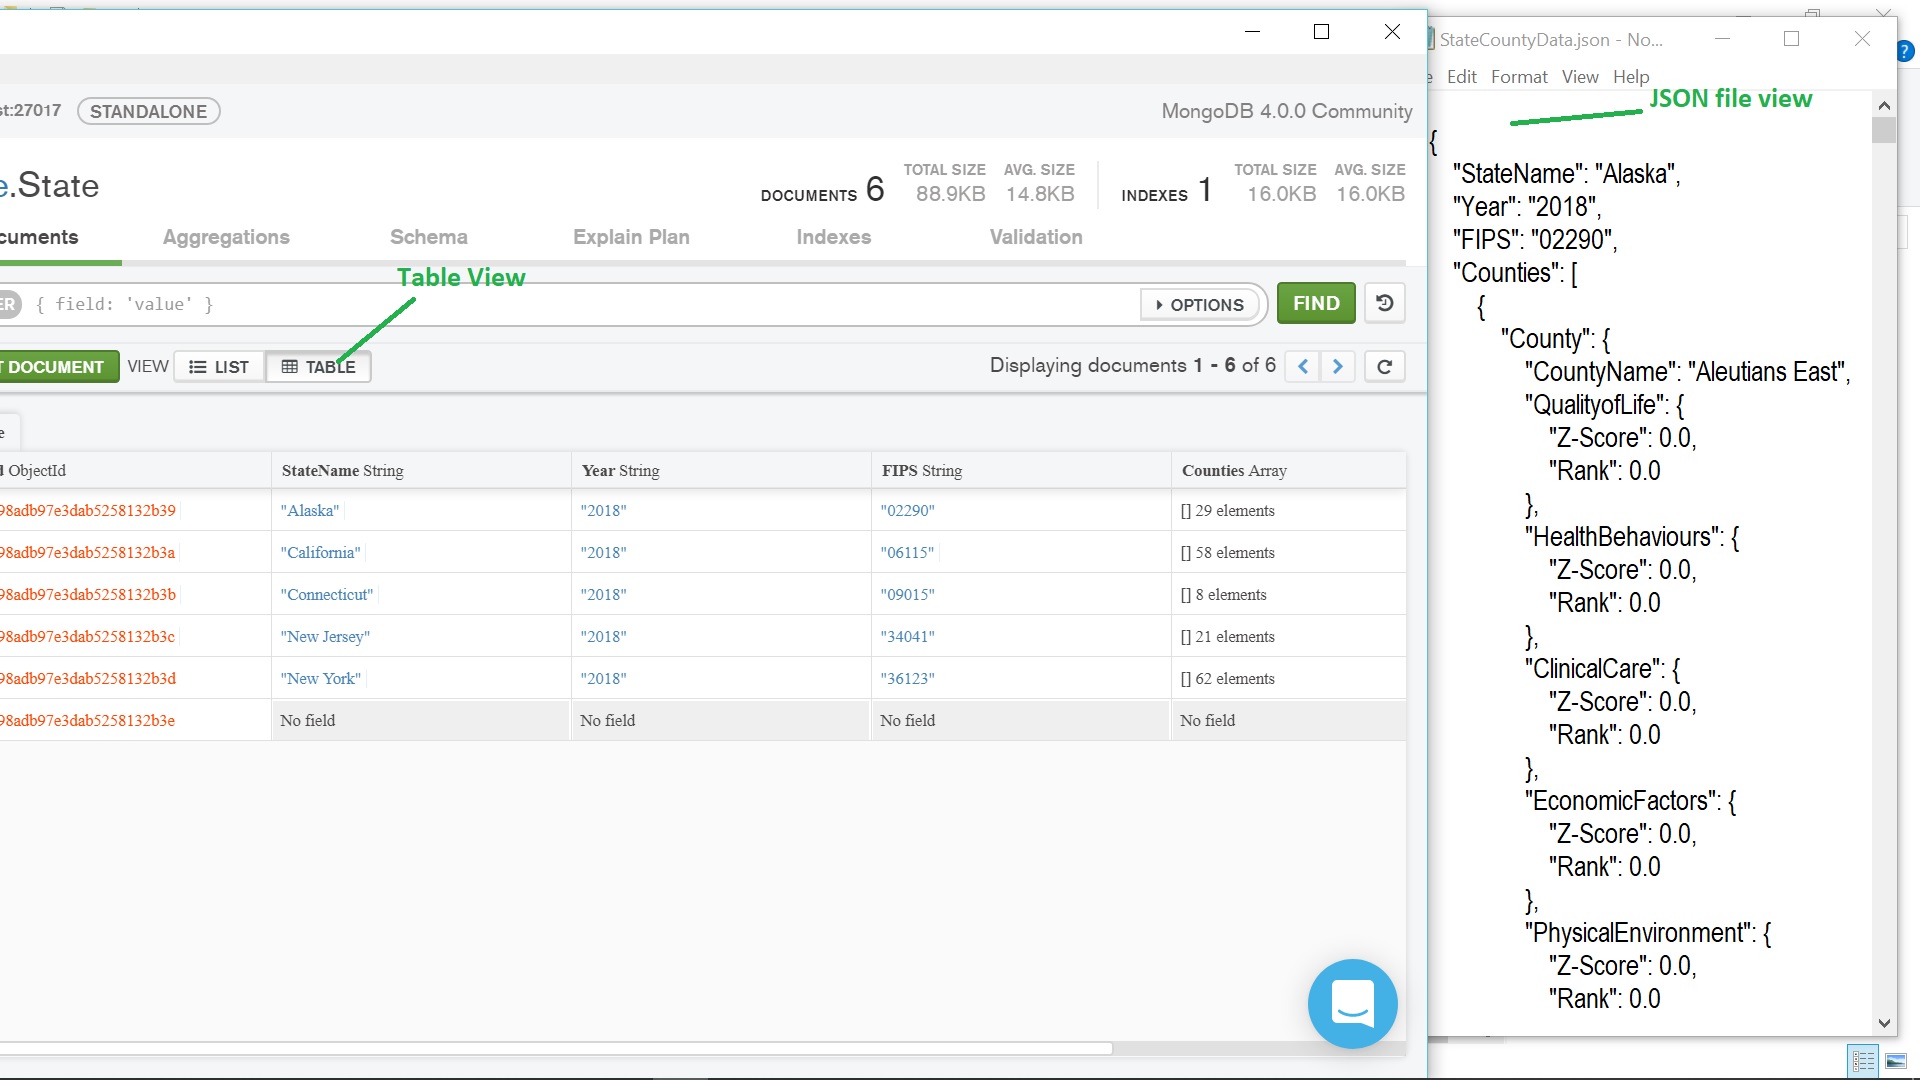 st:27017 STANDALONE MongoDB 4.0.0 Community
e.State
DOCUMENTS 6 TOTAL SIZE 88.9KB AVG. SIZE 14.8KB INDEXES 1 TOTAL SIZE 16.0KB AVG. SIZE 16.0KB
cuments Aggregations Schema Explain Plan Indexes Validation
Table View
ER { field: 'value' } OPTIONS FIND
T DOCUMENT VIEW LIST TABLE Displaying documents 1 - 6 of 6
e
d ObjectId StateName String Year String FIPS String Counties Array
98adb97e3dab5258132b39 "Alaska" "2018" "02290" [] 29 elements
98adb97e3dab5258132b3a "California" "2018" "06115" [] 58 elements
98adb97e3dab5258132b3b "Connecticut" "2018" "09015" [] 8 elements
98adb97e3dab5258132b3c "New Jersey" "2018" "34041" [] 21 elements
98adb97e3dab5258132b3d "New York" "2018" "36123" [] 62 elements
98adb97e3dab5258132b3e No field No field No field No field
StateCountyData.json - No...
e Edit Format View Help
?
JSON file view
{
"StateName": "Alaska",
"Year": "2018",
"FIPS": "02290",
"Counties": [
{
"County": {
"CountyName": "Aleutians East",
"QualityofLife": {
"Z-Score": 0.0,
"Rank": 0.0
},
"HealthBehaviours": {
"Z-Score": 0.0,
"Rank": 0.0
},
"ClinicalCare": {
"Z-Score": 0.0,
"Rank": 0.0
},
"EconomicFactors": {
"Z-Score": 0.0,
"Rank": 0.0
},
"PhysicalEnvironment": {
"Z-Score": 0.0,
"Rank": 0.0